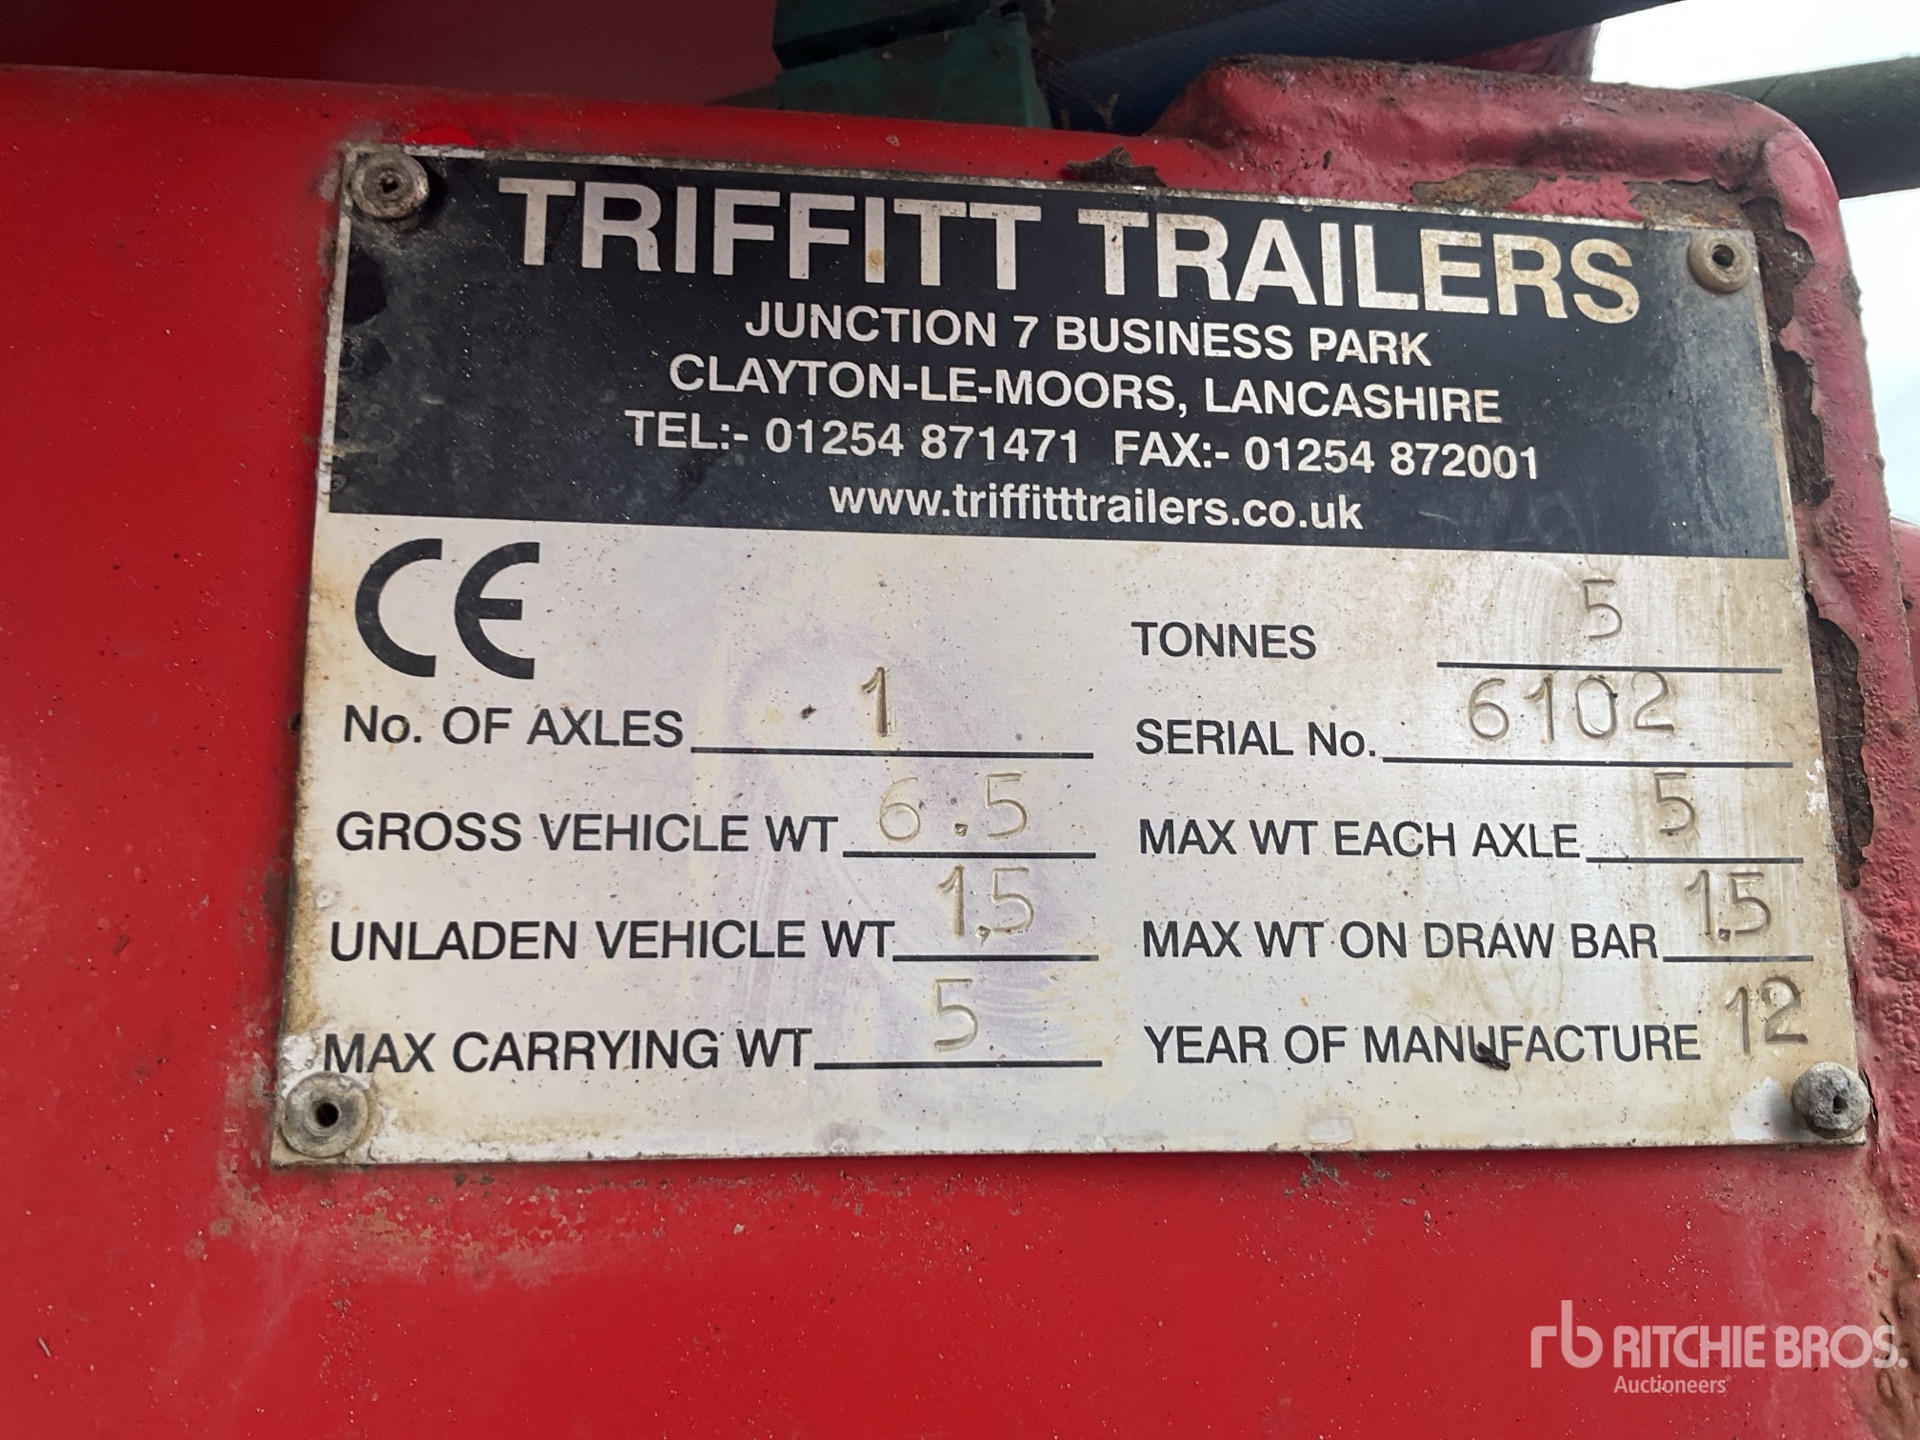 TRIFFITT TRAILERS
JUNCTION 7 BUSINESS PARK
CLAYTON-LE-MOORS, LANCASHIRE
TEL:- 01254 871471 FAX:- 01254 872001
www.triffitttrailers.co.uk
CE
TONNES 5
No. OF AXLES 1
SERIAL No. 6102
GROSS VEHICLE WT 6.5
MAX WT EACH AXLE 5
UNLADEN VEHICLE WT 1.5
MAX WT ON DRAW BAR 1.5
MAX CARRYING WT 5
YEAR OF MANUFACTURE 12
rb RITCHIE BROS.
Auctioneers